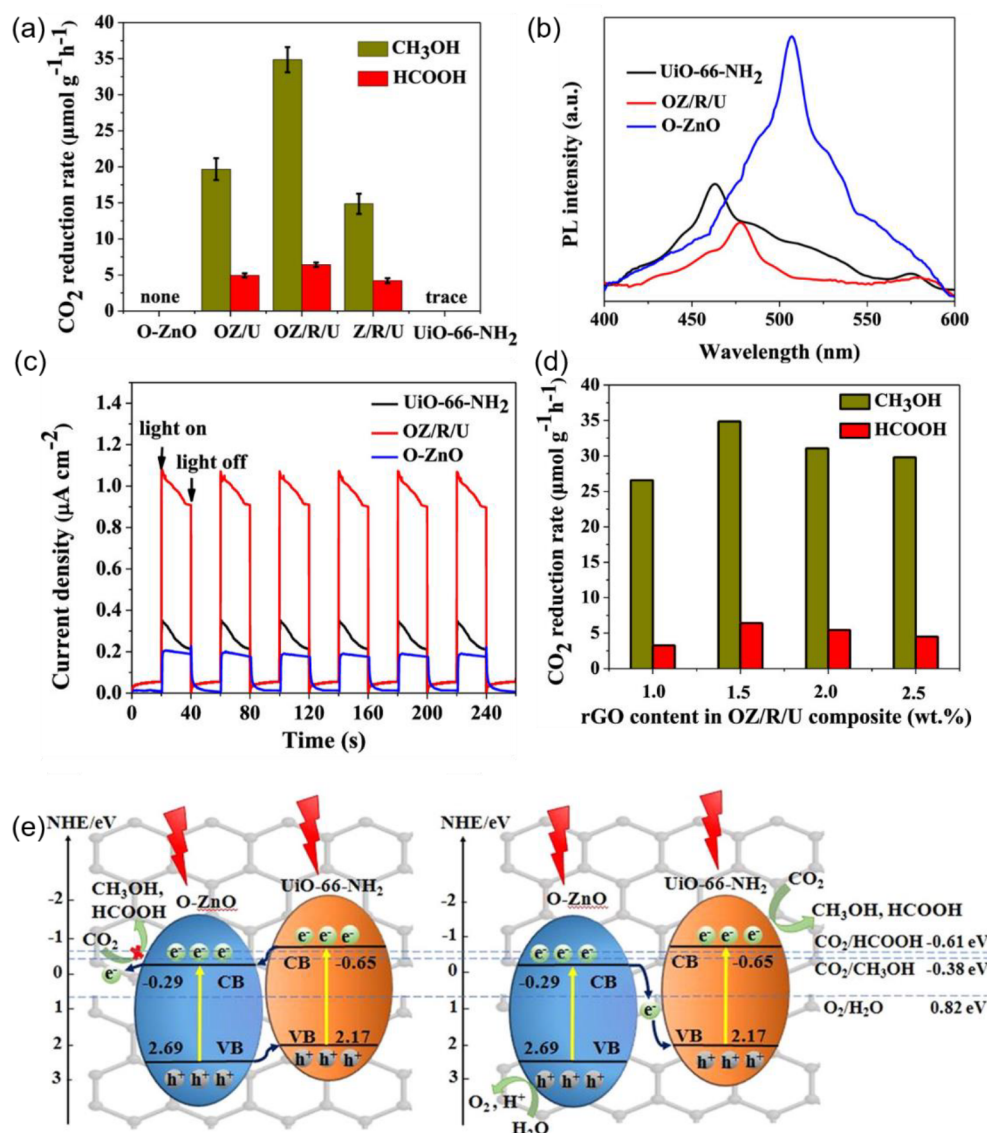 (a)
CO₂ reduction rate (μmol g⁻¹h⁻¹)
40
35
30
25
20
15
10
5
0
CH₃OH
HCOOH
none
trace
O-ZnO OZ/U OZ/R/U Z/R/U UiO-66-NH₂
(b)
PL intensity (a.u.)
UiO-66-NH₂
OZ/R/U
O-ZnO
400 450 500 550 600
Wavelength (nm)
(c)
Current density (μA cm⁻²)
1.4
1.2
1.0
0.8
0.6
0.4
0.2
0.0
UiO-66-NH₂
OZ/R/U
O-ZnO
light on
light off
0 40 80 120 160 200 240
Time (s)
(d)
CO₂ reduction rate (μmol g⁻¹h⁻¹)
40
35
30
25
20
15
10
5
0
CH₃OH
HCOOH
1.0 1.5 2.0 2.5
rGO content in OZ/R/U composite (wt.%)
(e)
NHE/eV
-2
-1
0
1
2
3
CH₃OH,
HCOOH
CO₂
e⁻
O-ZnO
UiO-66-NH₂
e⁻ e⁻ e⁻
e⁻ e⁻ e⁻
-0.29 CB
CB -0.65
2.69 VB
VB 2.17
h⁺ h⁺ h⁺
h⁺ h⁺ h⁺
NHE/eV
-2
-1
0
1
2
3
O-ZnO
UiO-66-NH₂
CO₂
CH₃OH, HCOOH
e⁻ e⁻ e⁻
e⁻ e⁻ e⁻
CO₂/HCOOH -0.61 eV
-0.29 CB
CB -0.65
CO₂/CH₃OH -0.38 eV
e⁻
O₂/H₂O 0.82 eV
2.69 VB
VB 2.17
h⁺ h⁺ h⁺
h⁺ h⁺ h⁺
O₂, H⁺
H₂O